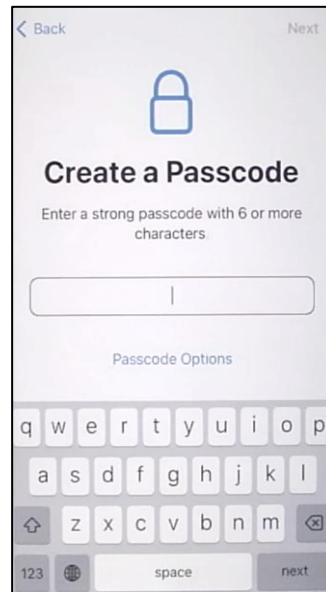 Back Next
Create a Passcode
Enter a strong passcode with 6 or more
characters
Passcode Options
q w e r t y u i o p
a s d f g h j k l
z x c v b n m
123 space next